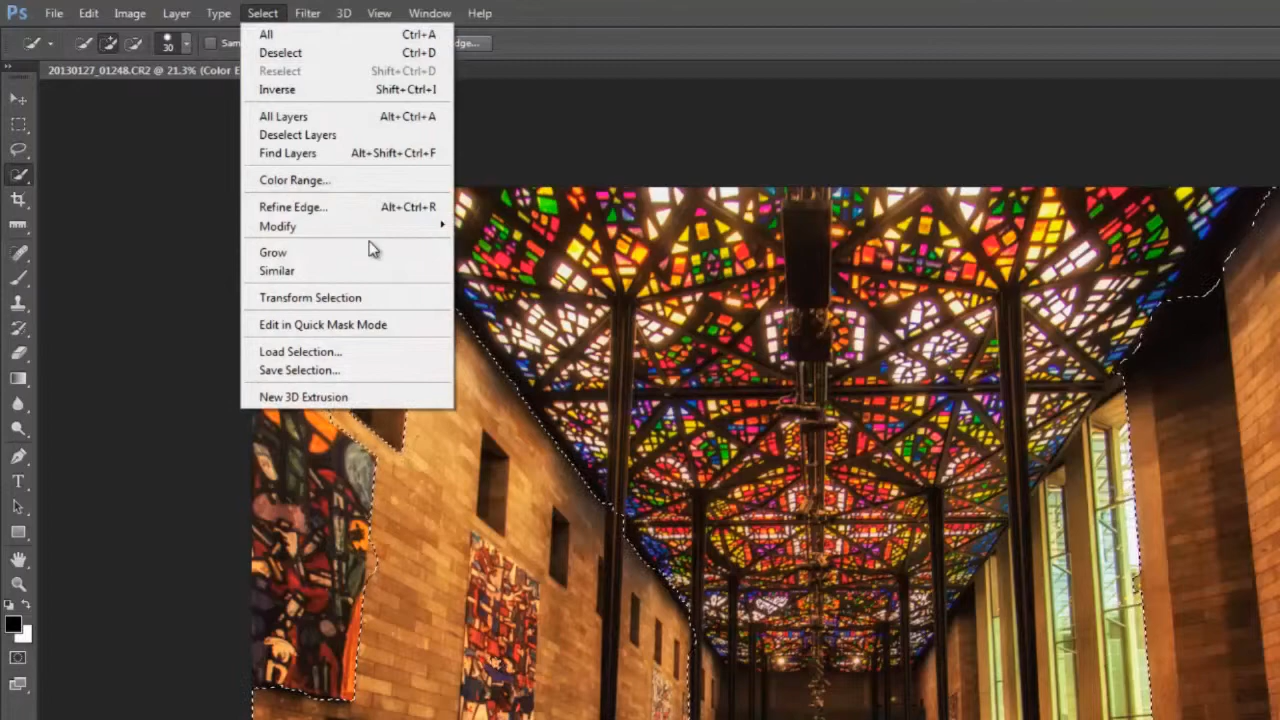 Ps File Edit Image Layer Type Select Filter 3D View Window Help
30 Sam dge...
20130127_01248.CR2 @ 21.3% (Color E
All Ctrl+A
Deselect Ctrl+D
Reselect Shift+Ctrl+D
Inverse Shift+Ctrl+I
All Layers Alt+Ctrl+A
Deselect Layers
Find Layers Alt+Shift+Ctrl+F
Color Range...
Refine Edge... Alt+Ctrl+R
Modify
Grow
Similar
Transform Selection
Edit in Quick Mask Mode
Load Selection...
Save Selection...
New 3D Extrusion
T